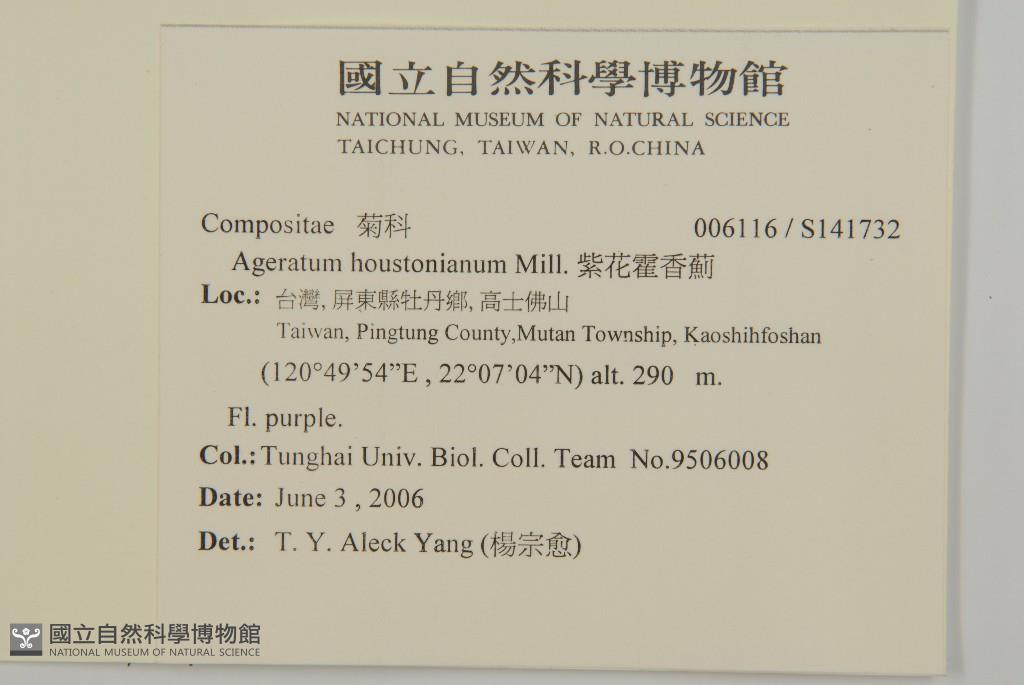 國立自然科學博物館
NATIONAL MUSEUM OF NATURAL SCIENCE
TAICHUNG, TAIWAN, R.O.CHINA
Compositae 菊科 006116 / S141732
Ageratum houstonianum Mill. 紫花霍香薊
Loc.: 台灣, 屏東縣牡丹鄉, 高士佛山
Taiwan, Pingtung County,Mutan Township, Kaoshihfoshan
(120°49’54”E , 22°07’04”N) alt. 290 m.
Fl. purple.
Col.: Tunghai Univ. Biol. Coll. Team No.9506008
Date: June 3 , 2006
Det.: T. Y. Aleck Yang (楊宗愈)
國立自然科學博物館
NATIONAL MUSEUM OF NATURAL SCIENCE